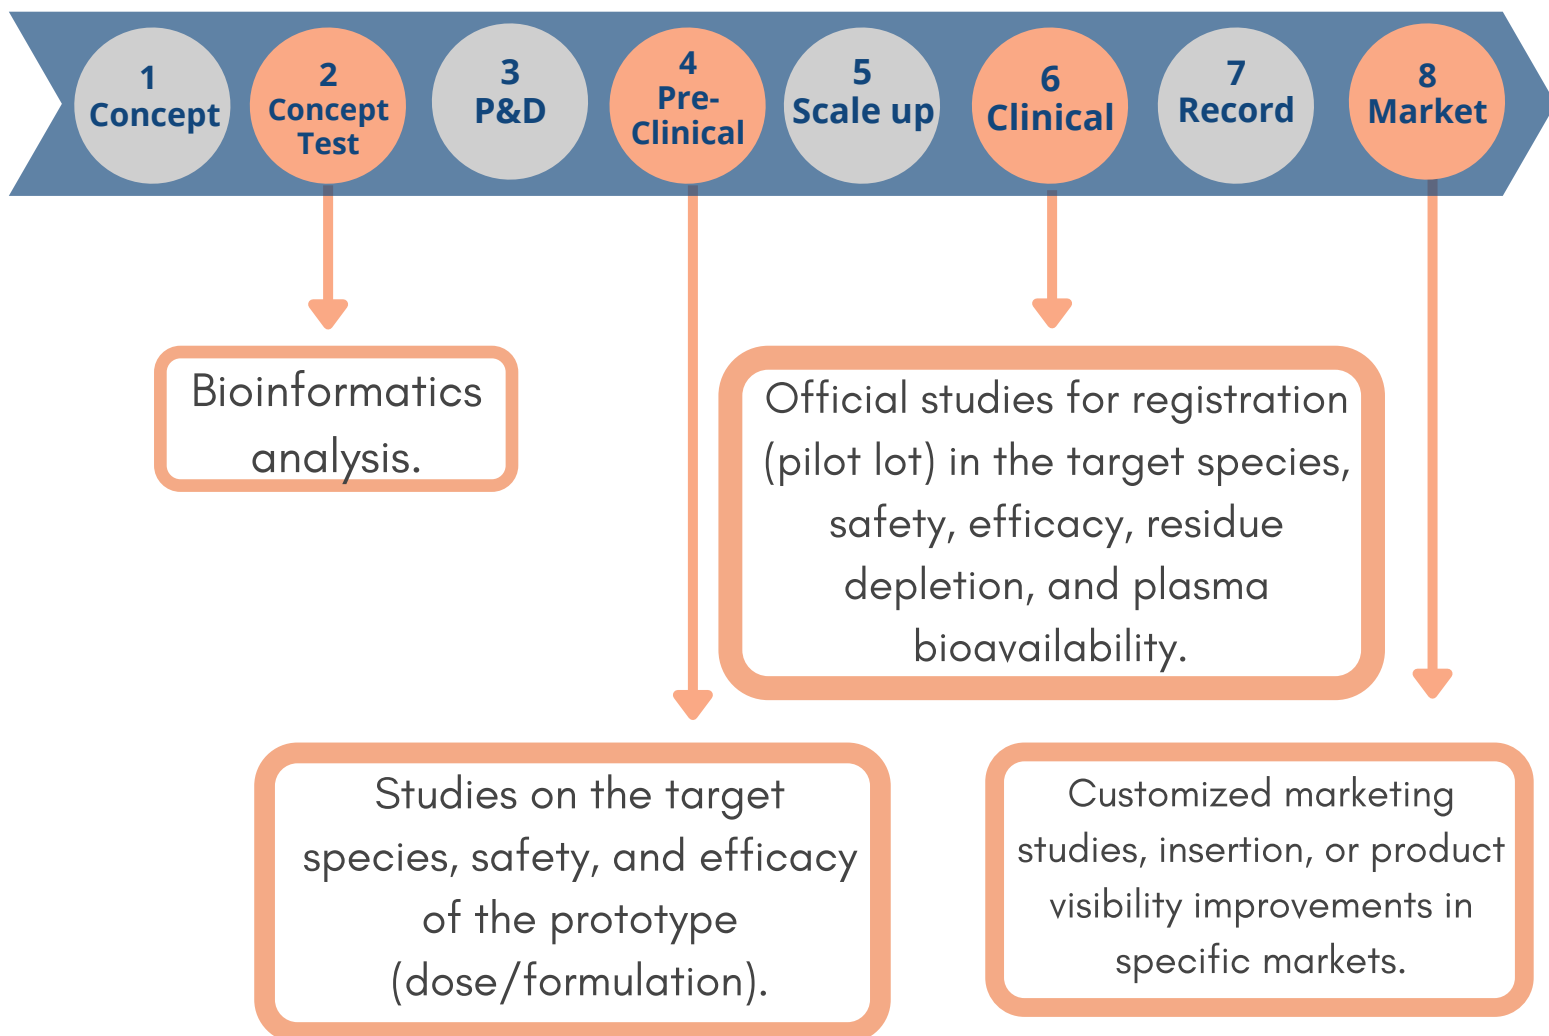 1
Concept
2
Concept
Test
3
P&D
4
Pre-
Clinical
5
Scale up
6
Clinical
7
Record
8
Market
Bioinformatics
analysis.
Official studies for registration
(pilot lot) in the target species,
safety, efficacy, residue
depletion, and plasma
bioavailability.
Studies on the target
species, safety, and efficacy
of the prototype
(dose/formulation).
Customized marketing
studies, insertion, or product
visibility improvements in
specific markets.